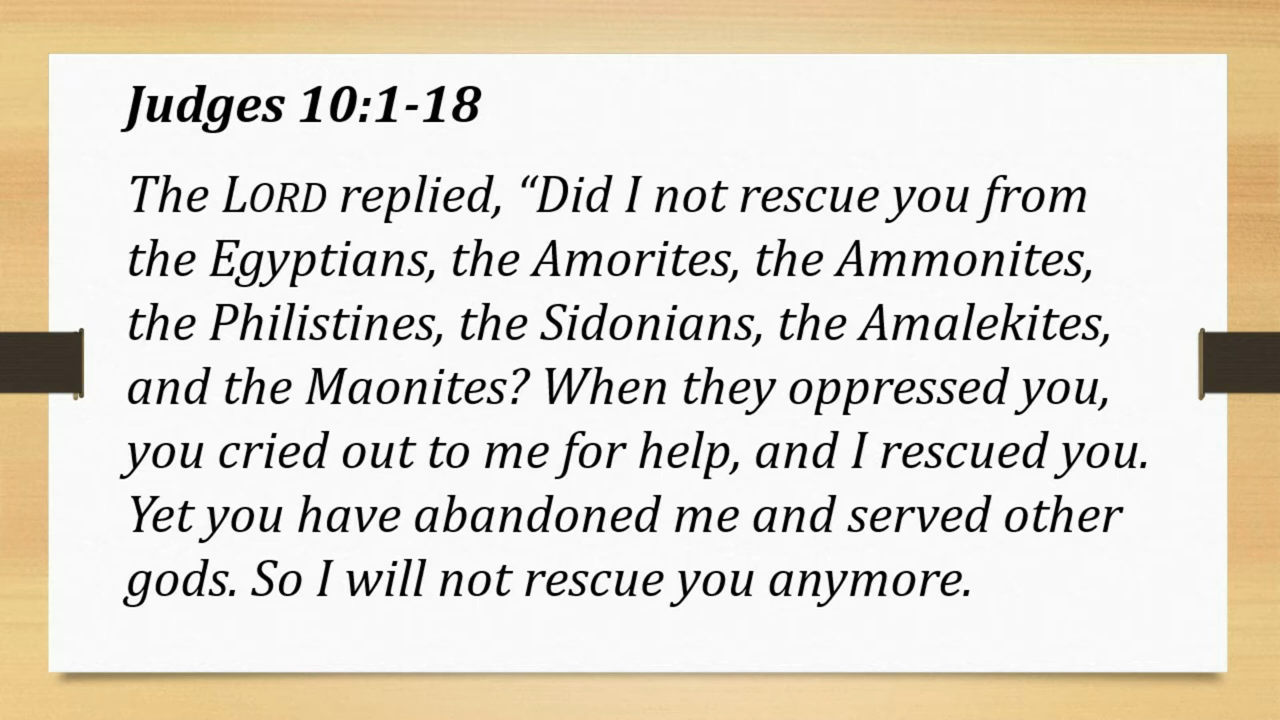 Judges 10:1-18
The LORD replied, “Did I not rescue you from
the Egyptians, the Amorites, the Ammonites,
the Philistines, the Sidonians, the Amalekites,
and the Maonites? When they oppressed you,
you cried out to me for help, and I rescued you.
Yet you have abandoned me and served other
gods. So I will not rescue you anymore.